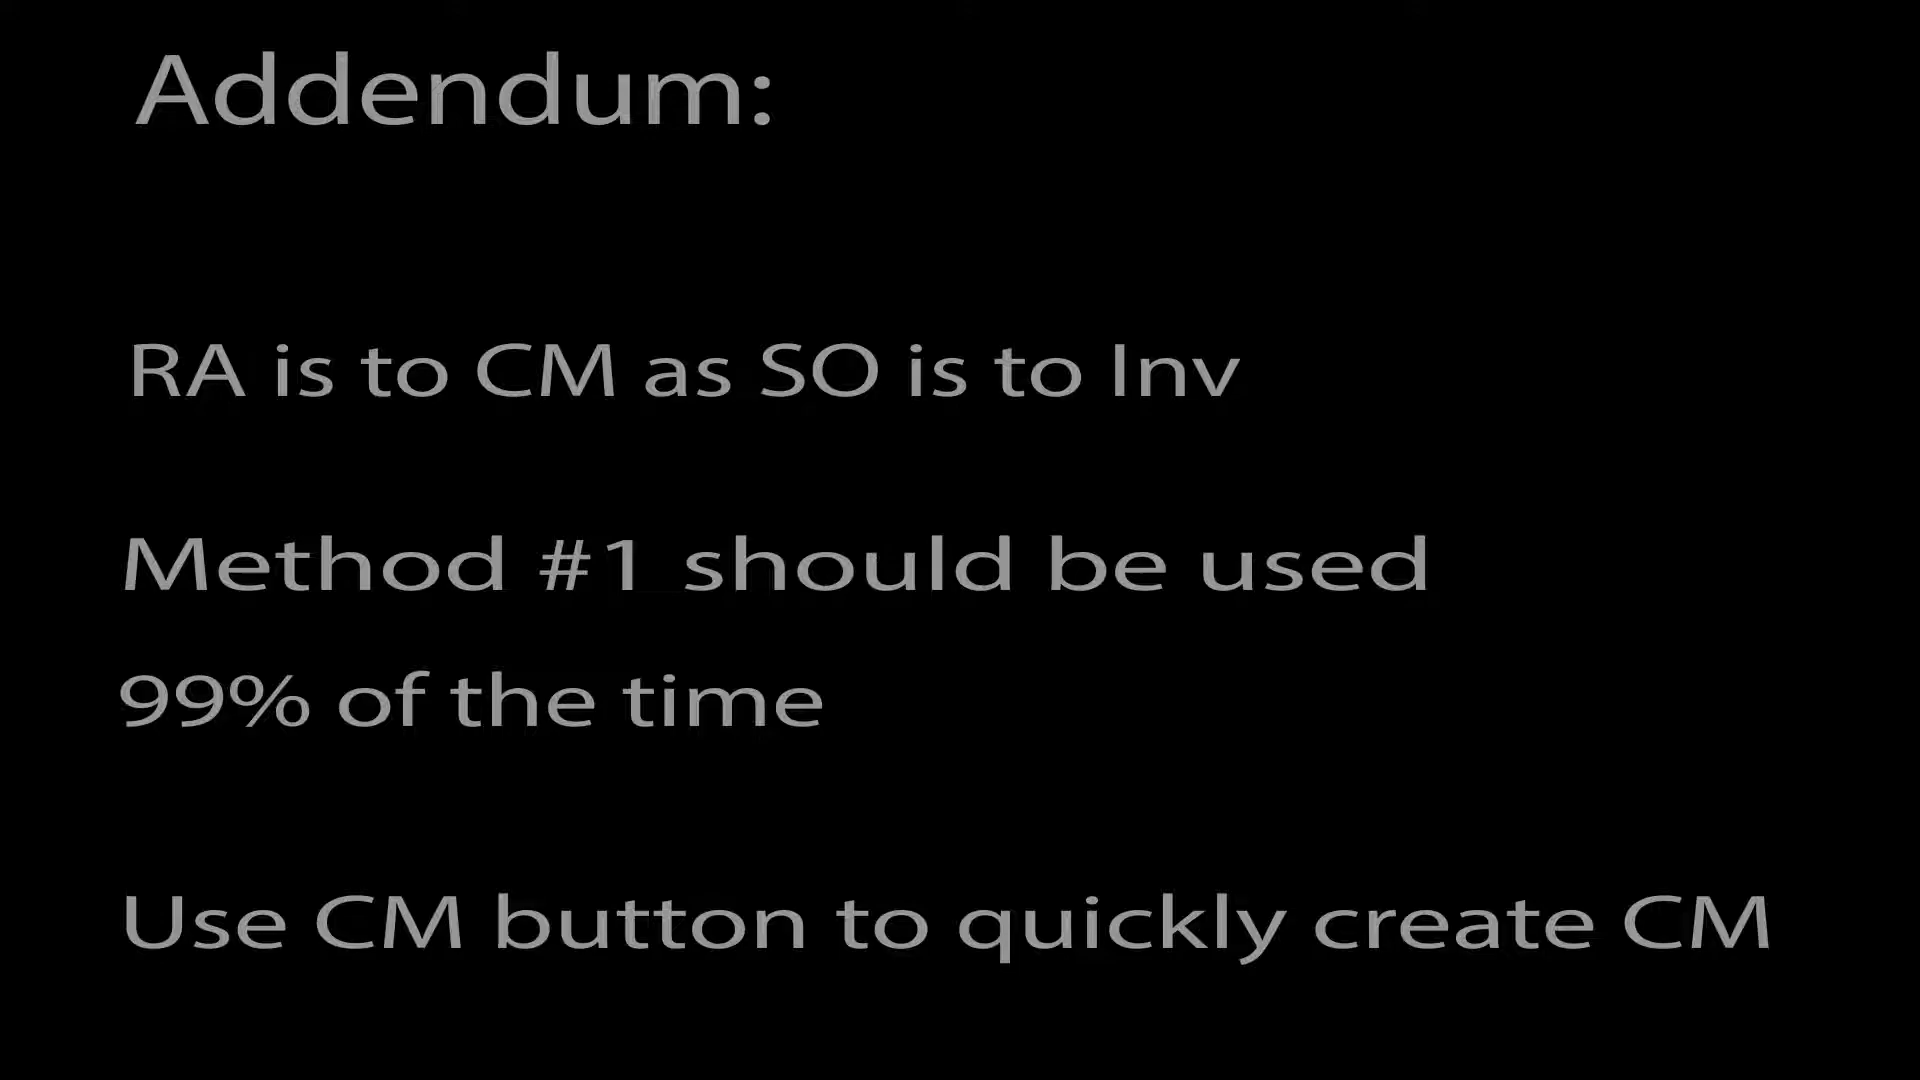 Addendum:
RA is to CM as SO is to Inv
Method #1 should be used
99% of the time
Use CM button to quickly create CM